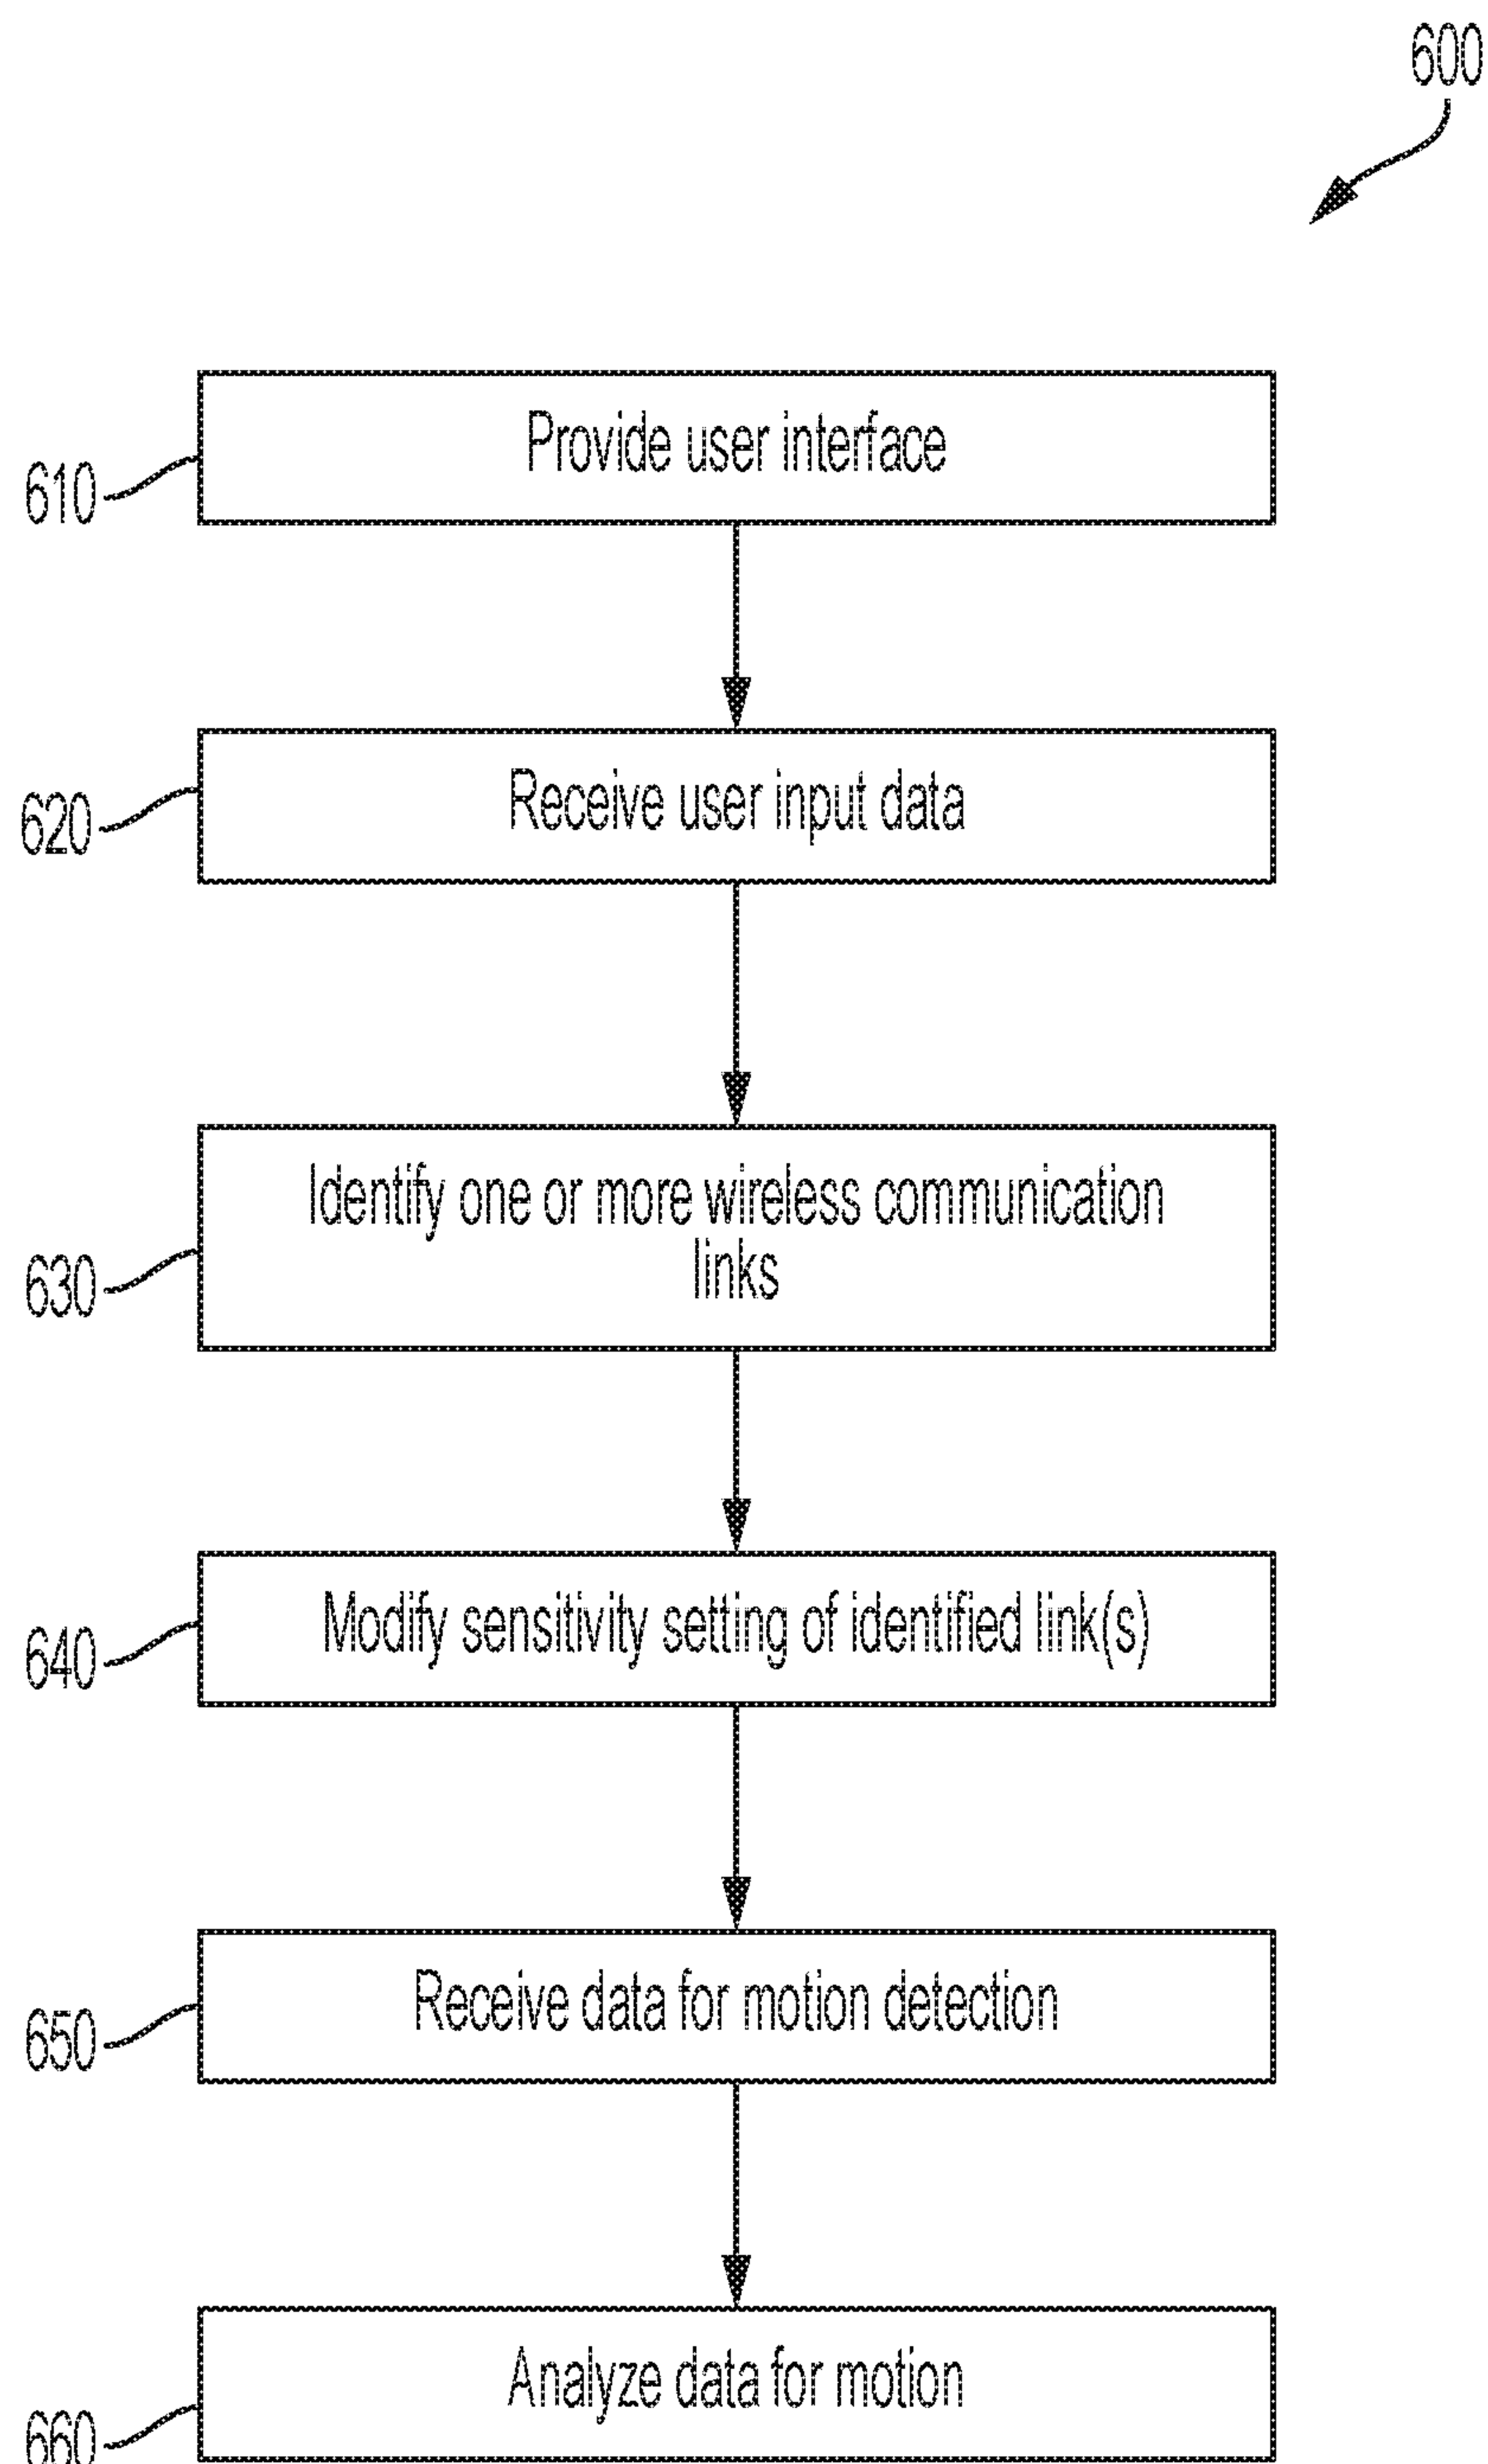 600
Provide user interface
610
Receive user input data
620
Identify one or more wireless communication
links
630
Modify sensitivity setting of identified link(s)
640
Receive data for motion detection
650
Analyze data for motion
660